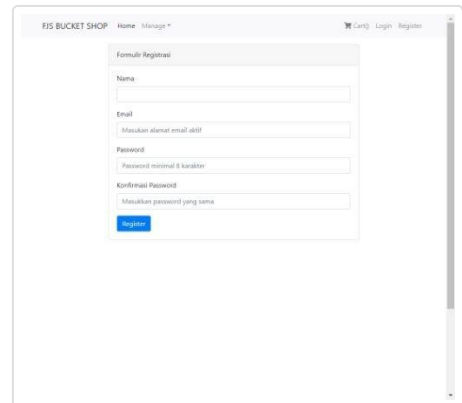 FJS BUCKET SHOP Home Manage Cart() Login Register
Formulir Registrasi
Nama
Email
Masukan alamat email aktif
Password
Password minimal 8 karakter
Konfirmasi Password
Masukkan password yang sama
Register